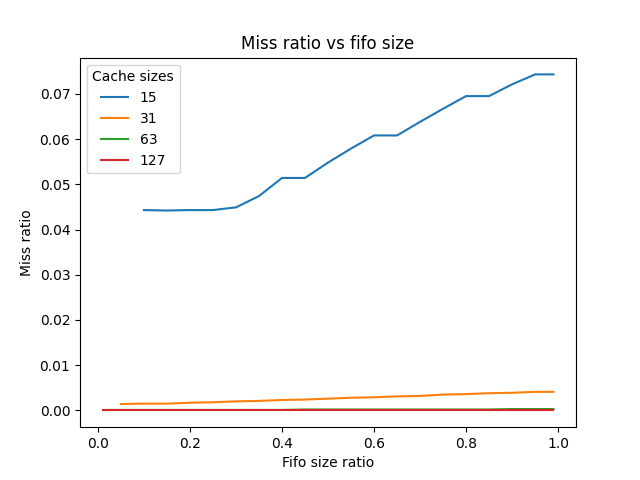 Miss ratio vs fifo size
Cache sizes
15
31
63
127
Miss ratio
0.07
0.06
0.05
0.04
0.03
0.02
0.01
0.00
0.0 0.2 0.4 0.6 0.8 1.0
Fifo size ratio